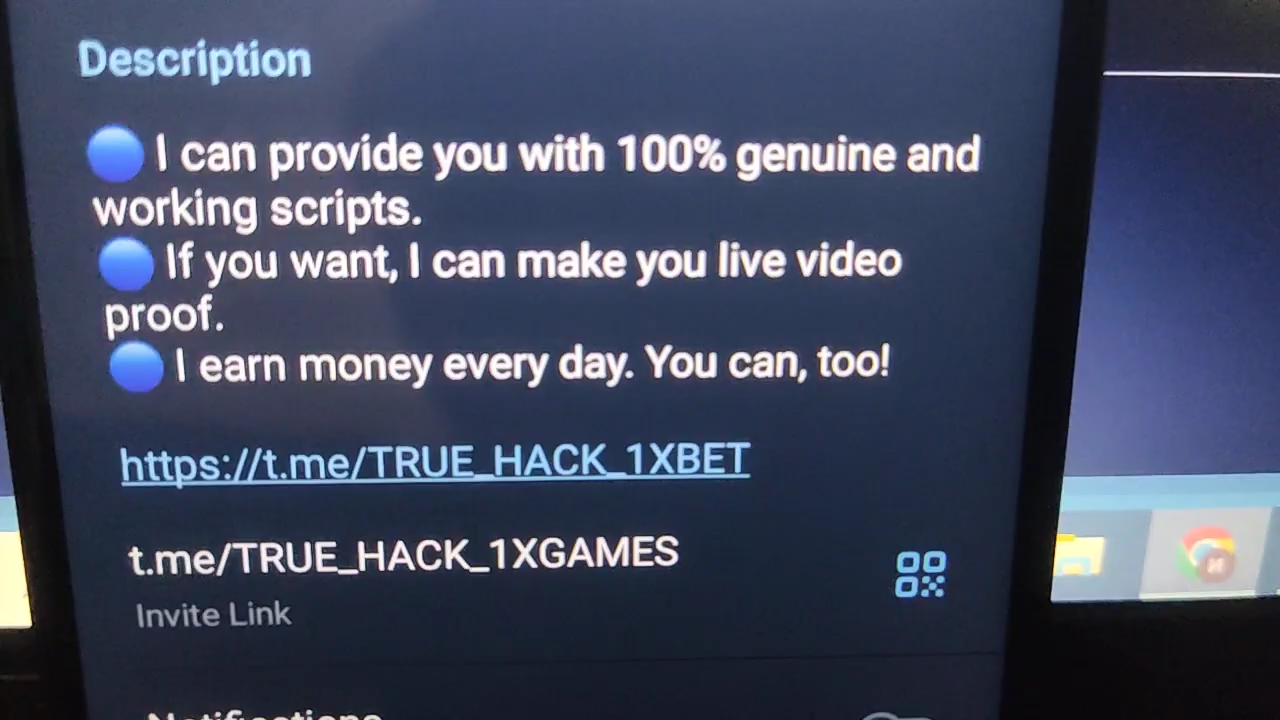 Description
🔵 I can provide you with 100% genuine and
working scripts.
🔵 If you want, I can make you live video
proof.
🔵 I earn money every day. You can, too!
https://t.me/TRUE_HACK_1XBET
t.me/TRUE_HACK_1XGAMES
Invite Link
Notifications